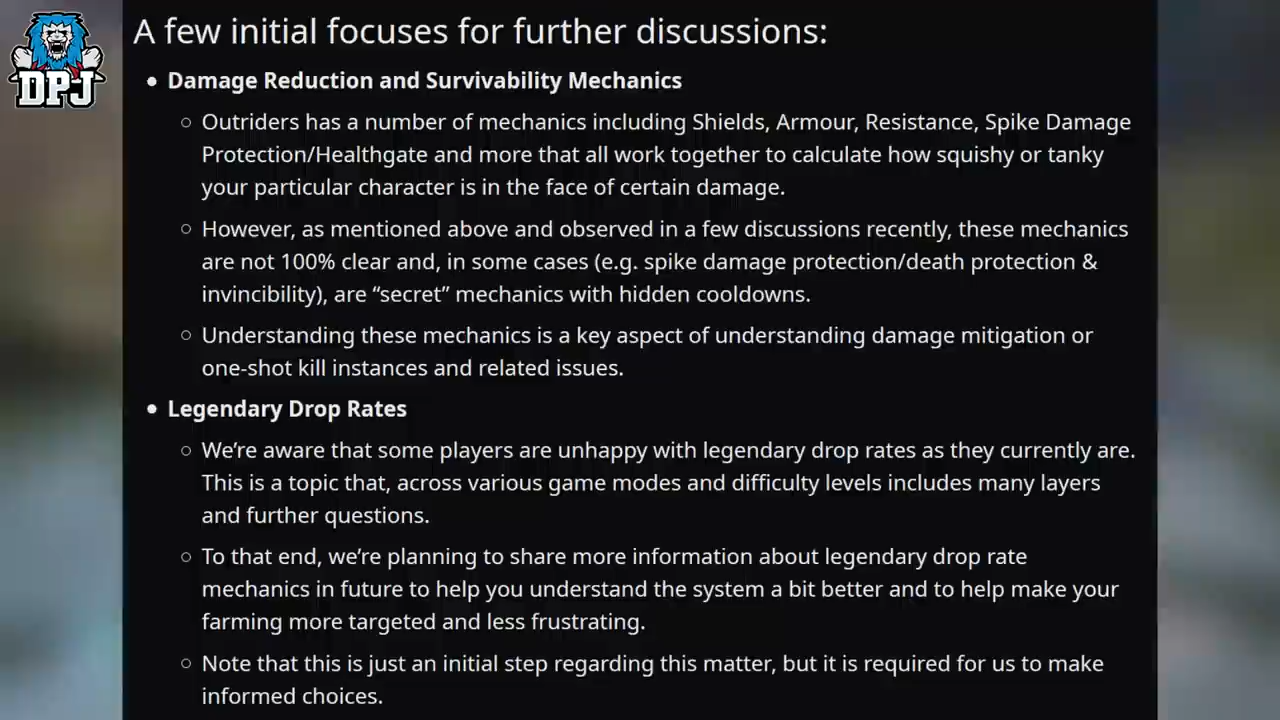 DPJ
A few initial focuses for further discussions:
• Damage Reduction and Survivability Mechanics
○ Outriders has a number of mechanics including Shields, Armour, Resistance, Spike Damage
Protection/Healthgate and more that all work together to calculate how squishy or tanky
your particular character is in the face of certain damage.
○ However, as mentioned above and observed in a few discussions recently, these mechanics
are not 100% clear and, in some cases (e.g. spike damage protection/death protection &
invincibility), are “secret” mechanics with hidden cooldowns.
○ Understanding these mechanics is a key aspect of understanding damage mitigation or
one-shot kill instances and related issues.
• Legendary Drop Rates
○ We’re aware that some players are unhappy with legendary drop rates as they currently are.
This is a topic that, across various game modes and difficulty levels includes many layers
and further questions.
○ To that end, we’re planning to share more information about legendary drop rate
mechanics in future to help you understand the system a bit better and to help make your
farming more targeted and less frustrating.
○ Note that this is just an initial step regarding this matter, but it is required for us to make
informed choices.